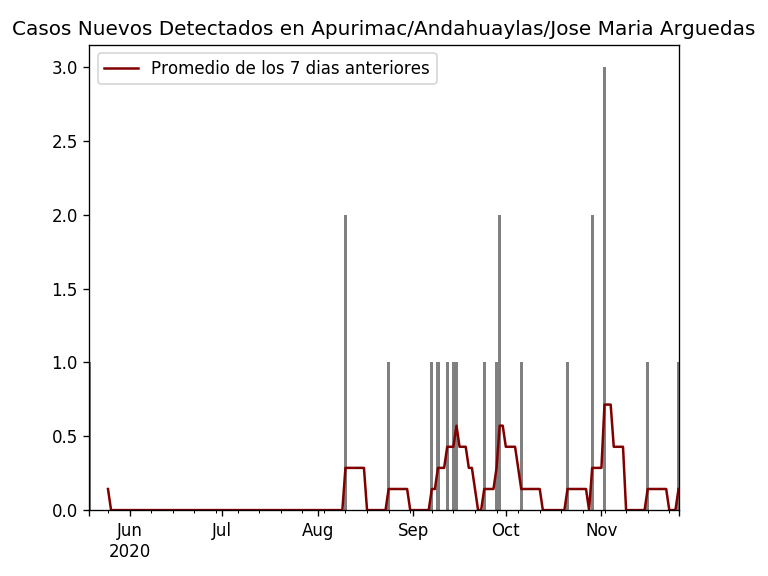 Casos Nuevos Detectados en Apurimac/Andahuaylas/Jose Maria Arguedas
Promedio de los 7 dias anteriores
3.0
2.5
2.0
1.5
1.0
0.5
0.0
Jun Jul Aug Sep Oct Nov
2020